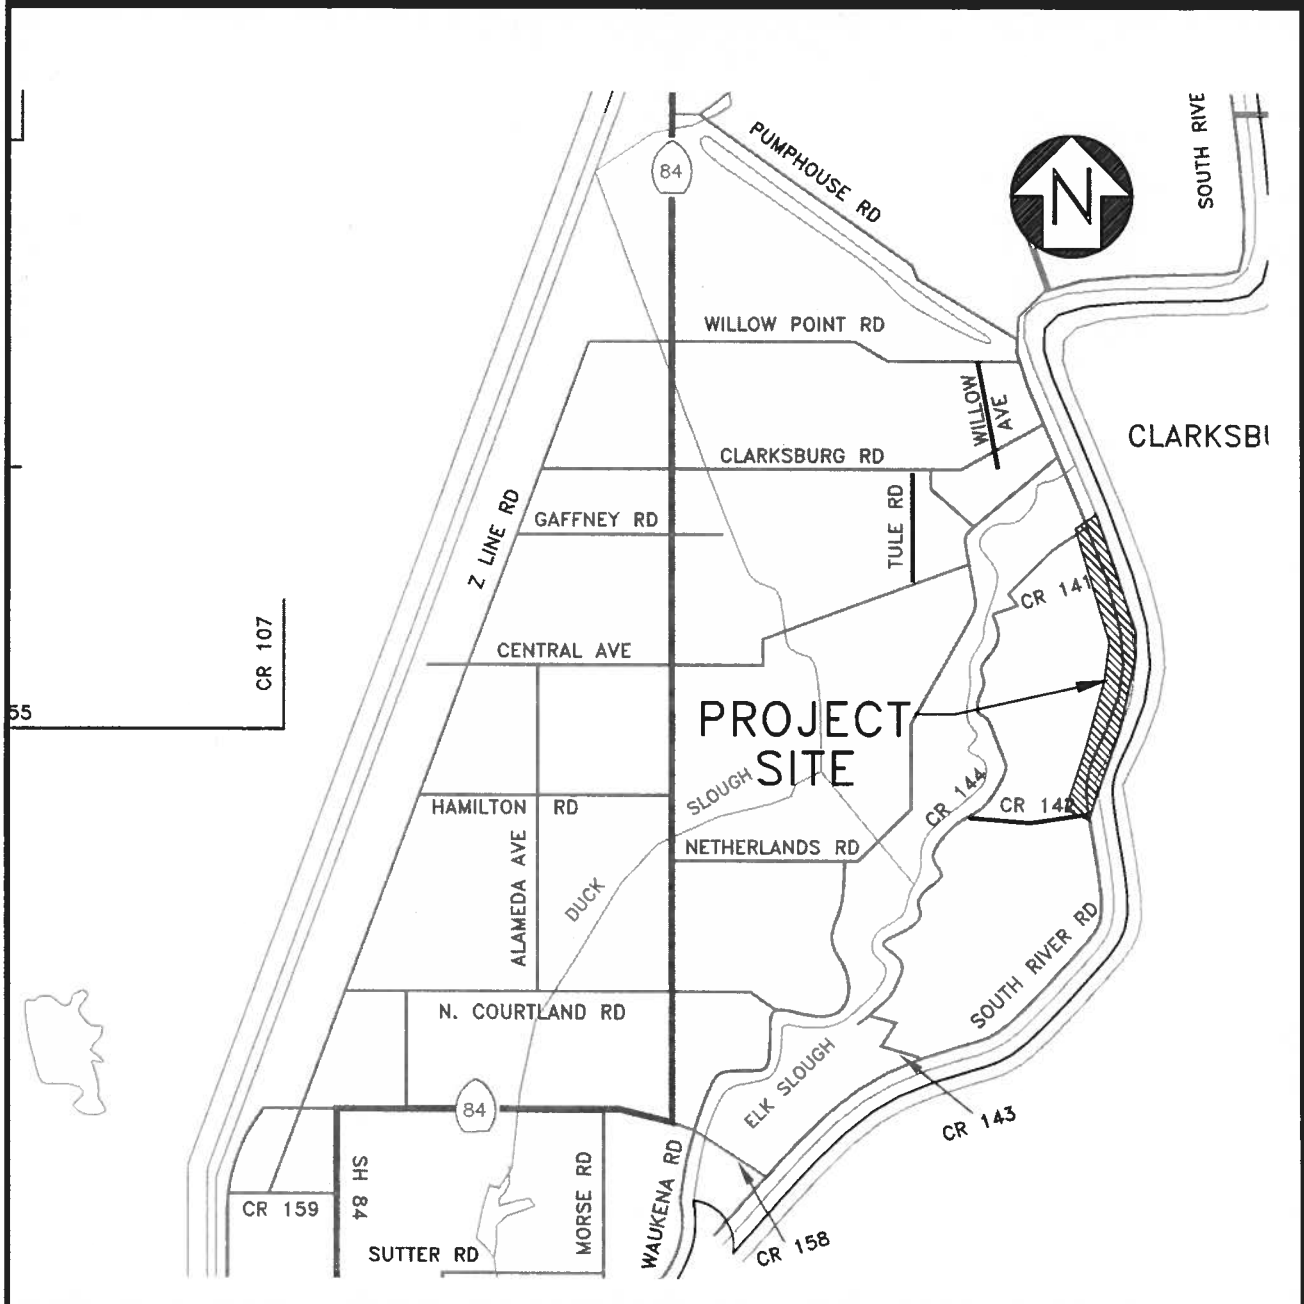 SOUTH RIVE
PUMPHOUSE RD
84
N
WILLOW POINT RD
WILLOW
AVE
CLARKSBU
CLARKSBURG RD
TULE RD
GAFFNEY RD
Z LINE RD
CR 141
CR 107
CENTRAL AVE
55
PROJECT
SITE
SLOUGH
CR 144
CR 142
HAMILTON RD
NETHERLANDS RD
ALAMEDA AVE
DUCK
SOUTH RIVER RD
N. COURTLAND RD
ELK SLOUGH
84
CR 143
SH 84
MORSE RD
WAUKENA RD
CR 159
SUTTER RD
CR 158